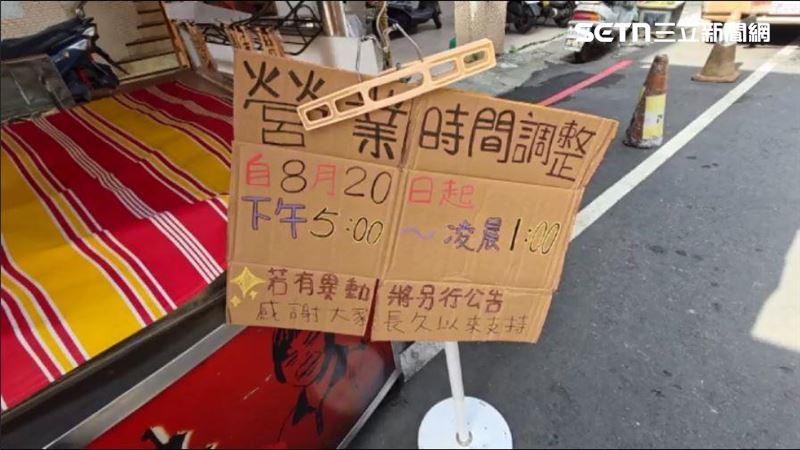 SETN三立新聞網
營業時間調整
自8月20日起
下午5:00～凌晨1:00
若有異動將另行公告
感謝大家長久以來支持